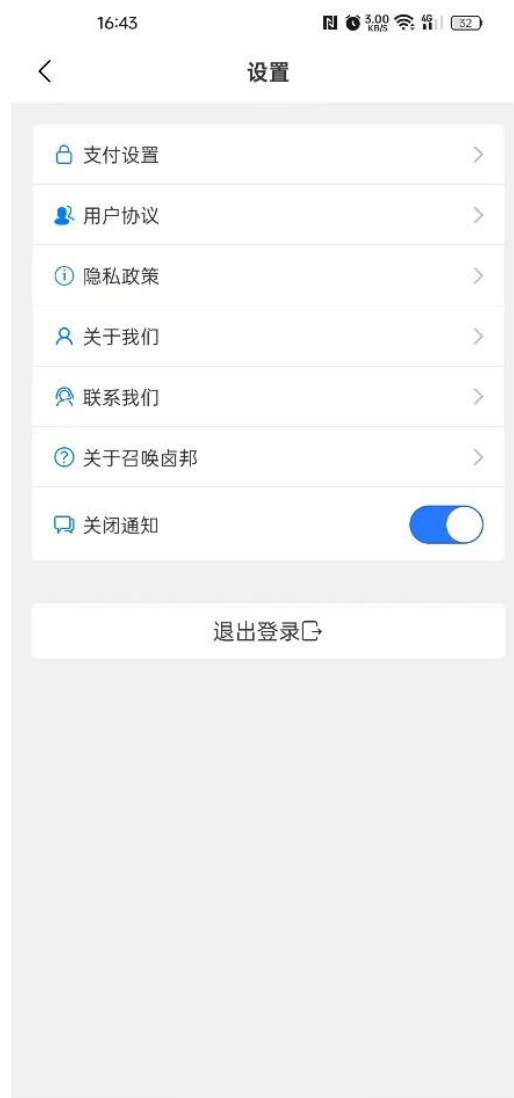 16:43
3.00 KB/S 4G 32
设置
支付设置
用户协议
隐私政策
关于我们
联系我们
关于召唤卤邦
关闭通知
退出登录